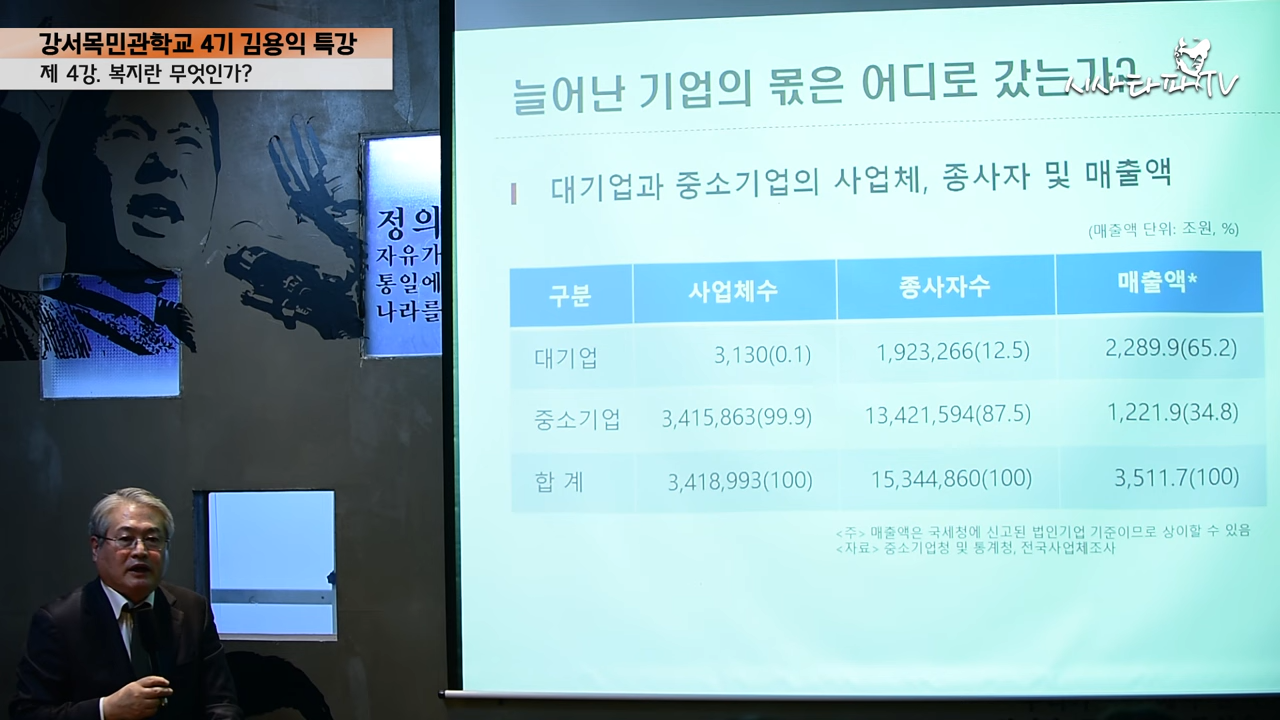 강서목민관학교 4기 김용익 특강
제 4강. 복지란 무엇인가?
시사타파TV
정의
자유가
통일에
나라를
늘어난 기업의 몫은 어디로 갔는가?
대기업과 중소기업의 사업체, 종사자 및 매출액
(매출액 단위: 조원, %)
구분 사업체수 종사자수 매출액*
대기업 3,130(0.1) 1,923,266(12.5) 2,289.9(65.2)
중소기업 3,415,863(99.9) 13,421,594(87.5) 1,221.9(34.8)
합 계 3,418,993(100) 15,344,860(100) 3,511.7(100)
<주> 매출액은 국세청에 신고된 법인기업 기준이므로 상이할 수 있음
<자료> 중소기업청 및 통계청, 전국사업체조사